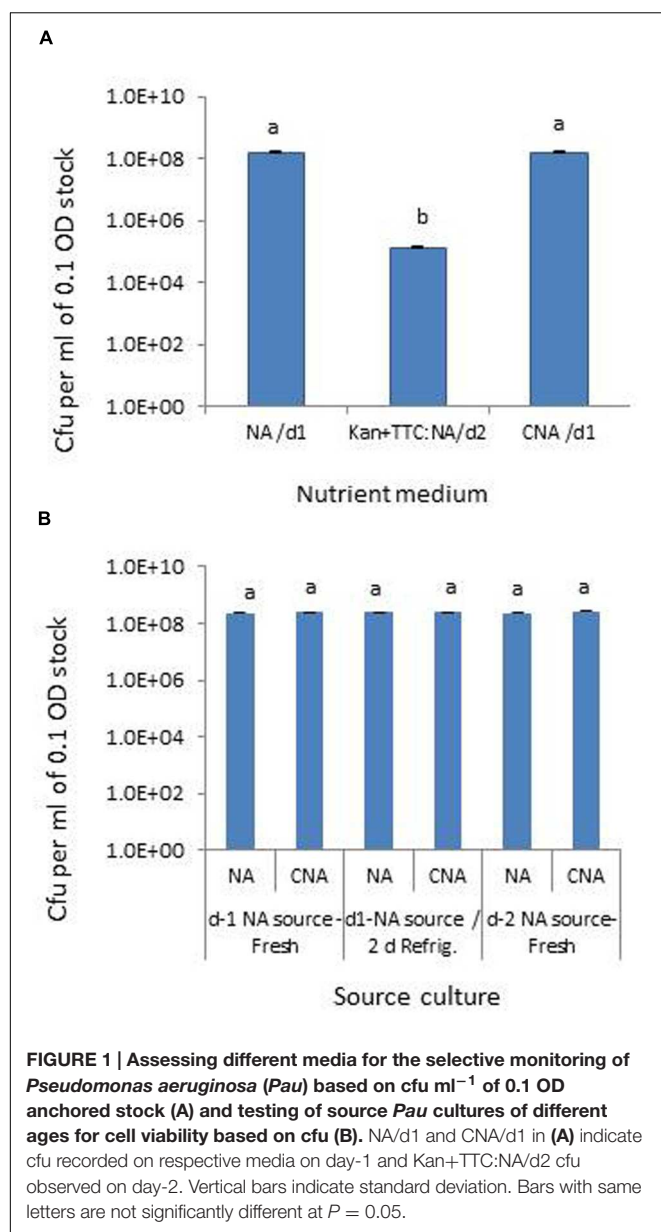 A
Cfu per ml of 0.1 OD stock
1.0E+10
1.0E+08
1.0E+06
1.0E+04
1.0E+02
1.0E+00
a
b
a
NA /d1
Kan+TTC:NA/d2
CNA /d1
Nutrient medium
B
Cfu per ml of 0.1 OD stock
1.0E+10
1.0E+08
1.0E+06
1.0E+04
1.0E+02
1.0E+00
a a a a a a
NA CNA NA CNA NA CNA
d-1 NA source- d1-NA source / d-2 NA source-
Fresh 2 d Refrig. Fresh
Source culture
FIGURE 1 | Assessing different media for the selective monitoring of
Pseudomonas aeruginosa (Pau) based on cfu ml−1 of 0.1 OD
anchored stock (A) and testing of source Pau cultures of different
ages for cell viability based on cfu (B). NA/d1 and CNA/d1 in (A) indicate
cfu recorded on respective media on day-1 and Kan+TTC:NA/d2 cfu
observed on day-2. Vertical bars indicate standard deviation. Bars with same
letters are not significantly different at P = 0.05.